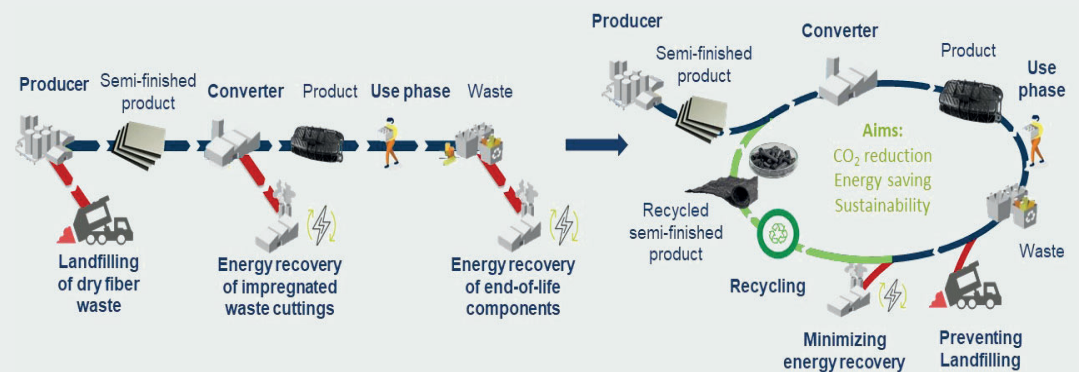 Producer
Semi-finished
product
Converter
Product
Use phase
Waste
Landfilling
of dry fiber
waste
Energy recovery
of impregnated
waste cuttings
Energy recovery
of end-of-life
components
Producer
Semi-finished
product
Converter
Product
Use
phase
Aims:
CO₂ reduction
Energy saving
Sustainability
Recycled
semi-finished
product
Waste
Recycling
Minimizing
energy recovery
Preventing
Landfilling